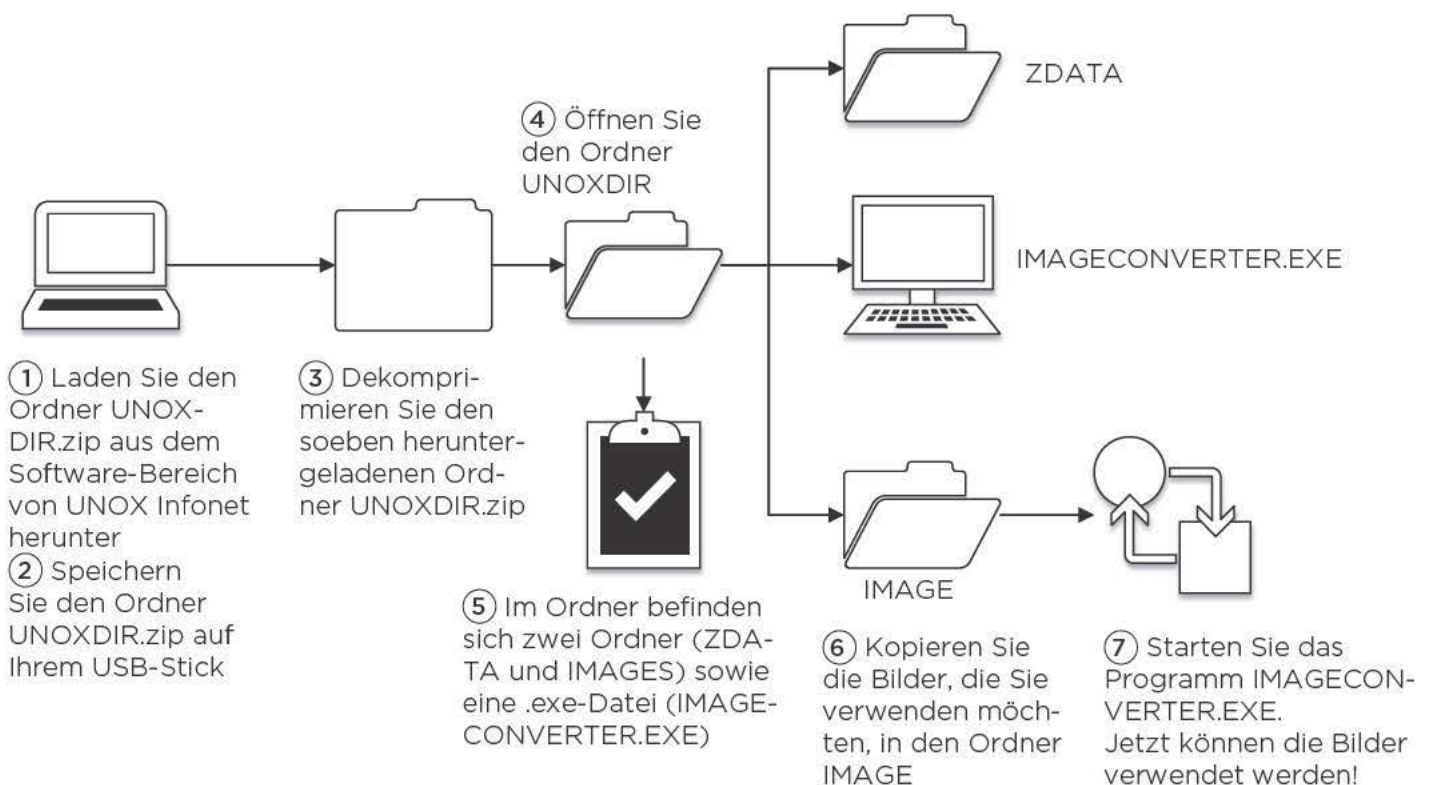 ① Laden Sie den
Ordner UNOX-
DIR.zip aus dem
Software-Bereich
von UNOX Infonet
herunter
② Speichern
Sie den Ordner
UNOXDIR.zip auf
Ihrem USB-Stick
③ Dekompri-
mieren Sie den
soeben herunter-
geladenen Ord-
ner UNOXDIR.zip
④ Öffnen Sie
den Ordner
UNOXDIR
⑤ Im Ordner befinden
sich zwei Ordner (ZDA-
TA und IMAGES) sowie
eine .exe-Datei (IMAGE-
CONVERTER.EXE)
ZDATA
IMAGECONVERTER.EXE
IMAGE
⑥ Kopieren Sie
die Bilder, die Sie
verwenden möch-
ten, in den Ordner
IMAGE
⑦ Starten Sie das
Programm IMAGECON-
VERTER.EXE.
Jetzt können die Bilder
verwendet werden!